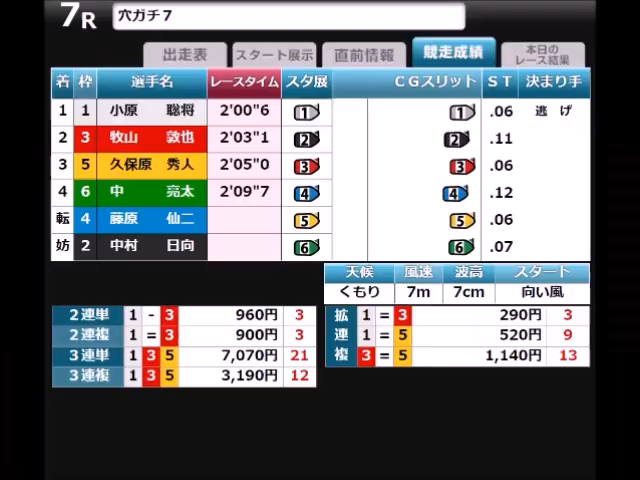 7R 穴ガチ7
出走表 スタート展示 直前情報 競走成績 本日の
レース結果
着 枠 選手名 レースタイム スタ展 CGスリット ST 決まり手
1 1 小原 聡将 2'00"6 1 1 .06 逃げ
2 3 牧山 敦也 2'03"1 2 2 .11
3 5 久保原 秀人 2'05"0 3 3 .06
4 6 中 亮太 2'09"7 4 4 .12
転 4 藤原 仙二 5 5 .06
妨 2 中村 日向 6 6 .07
天候 風速 波高 スタート
くもり 7m 7cm 向い風
2連単 1 - 3 960円 3
2連複 1 = 3 900円 3
3連単 1 3 5 7,070円 21
3連複 1 3 5 3,190円 12
拡 1 = 3 290円 3
連 1 = 5 520円 9
複 3 = 5 1,140円 13